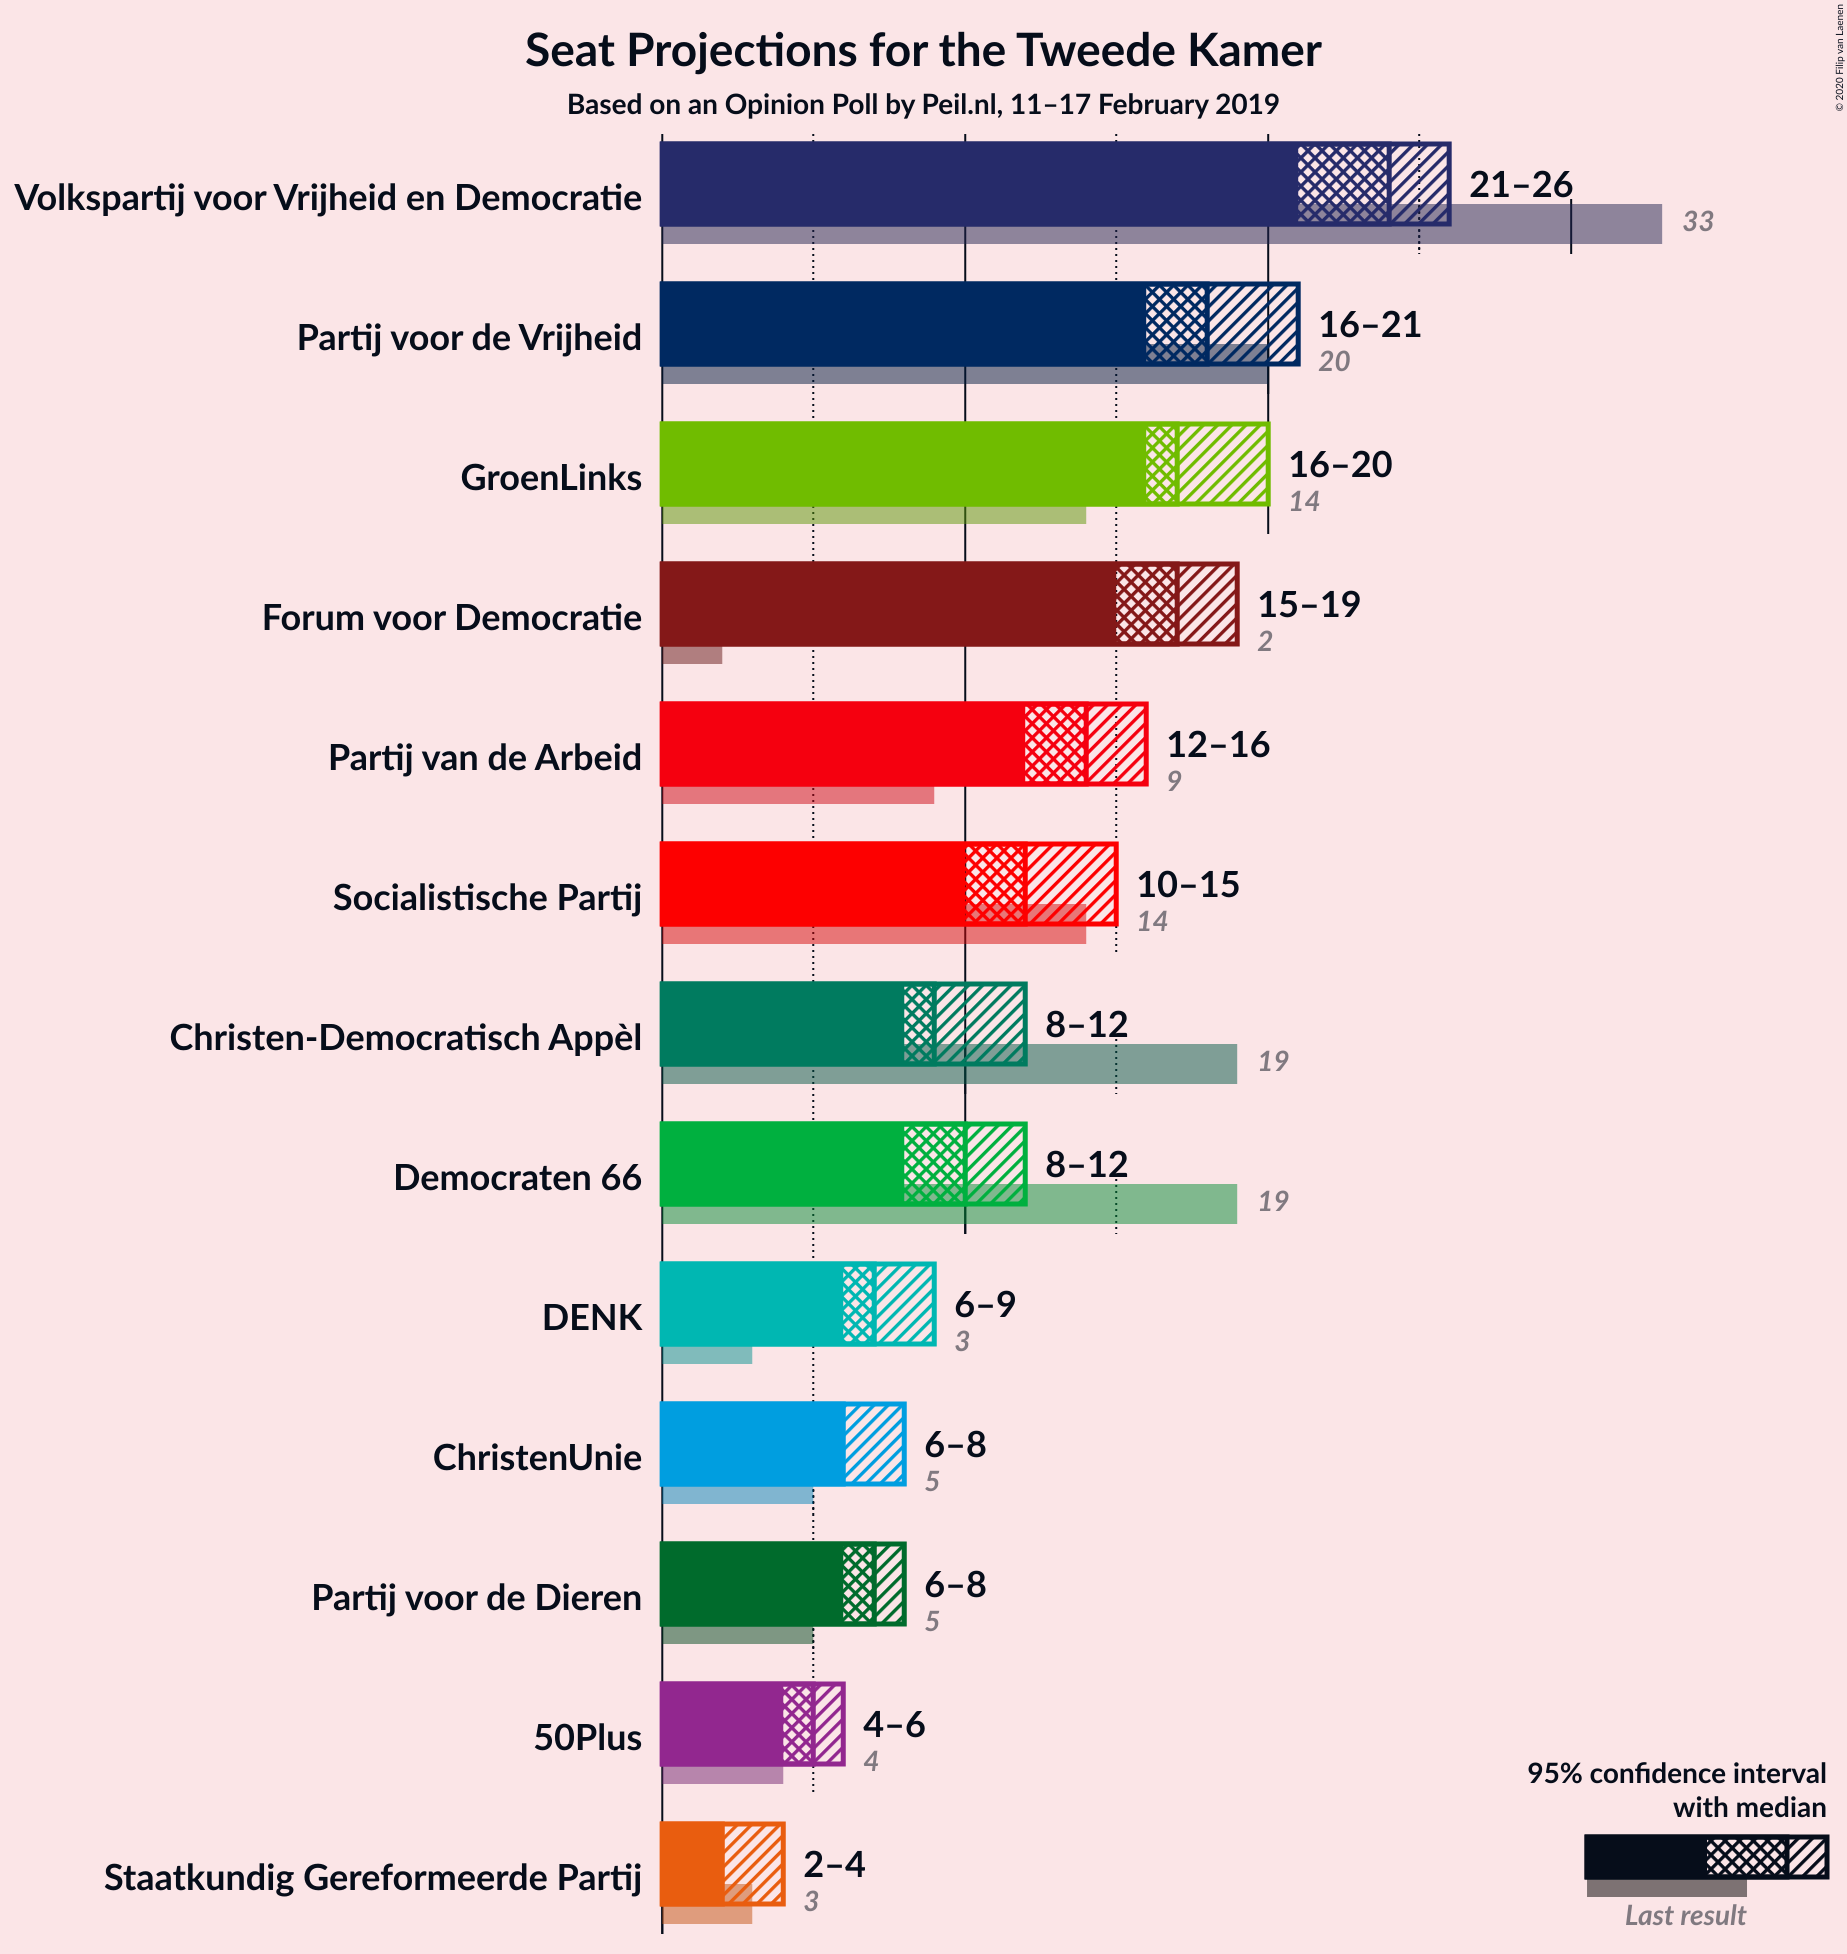 Seat Projections for the Tweede Kamer
Based on an Opinion Poll by Peil.nl, 11–17 February 2019
© 2020 Filip van Laenen
Volkspartij voor Vrijheid en Democratie
21–26
33
Partij voor de Vrijheid
16–21
20
GroenLinks
16–20
14
Forum voor Democratie
15–19
2
Partij van de Arbeid
12–16
9
Socialistische Partij
10–15
14
Christen-Democratisch Appèl
8–12
19
Democraten 66
8–12
19
DENK
6–9
3
ChristenUnie
6–8
5
Partij voor de Dieren
6–8
5
50Plus
4–6
4
Staatkundig Gereformeerde Partij
2–4
3
95% confidence interval
with median
Last result